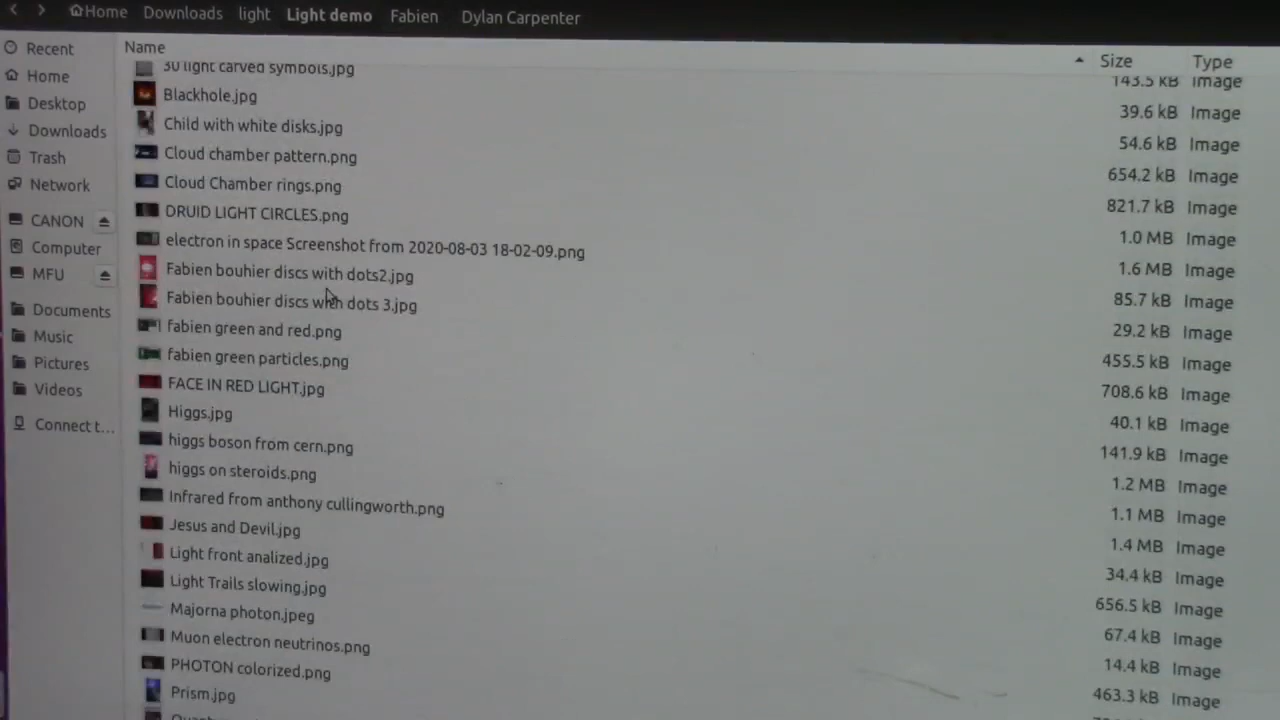 Home Downloads light Light demo Fabien Dylan Carpenter
Recent
Home
Desktop
Downloads
Trash
Network
CANON
Computer
MFU
Documents
Music
Pictures
Videos
Connect t...
Name Size Type
30 light carved symbols.jpg 143.5 kB Image
Blackhole.jpg 39.6 kB Image
Child with white disks.jpg 54.6 kB Image
Cloud chamber pattern.png 654.2 kB Image
Cloud Chamber rings.png 821.7 kB Image
DRUID LIGHT CIRCLES.png 1.0 MB Image
electron in space Screenshot from 2020-08-03 18-02-09.png 1.6 MB Image
Fabien bouhier discs with dots2.jpg 85.7 kB Image
Fabien bouhier discs with dots 3.jpg 29.2 kB Image
fabien green and red.png 455.5 kB Image
fabien green particles.png 708.6 kB Image
FACE IN RED LIGHT.jpg 40.1 kB Image
Higgs.jpg 141.9 kB Image
higgs boson from cern.png 1.2 MB Image
higgs on steroids.png 1.1 MB Image
Infrared from anthony cullingworth.png 1.4 MB Image
Jesus and Devil.jpg 34.4 kB Image
Light front analized.jpg 656.5 kB Image
Light Trails slowing.jpg 67.4 kB Image
Majorna photon.jpeg 14.4 kB Image
Muon electron neutrinos.png 463.3 kB Image
PHOTON colorized.png
Prism.jpg